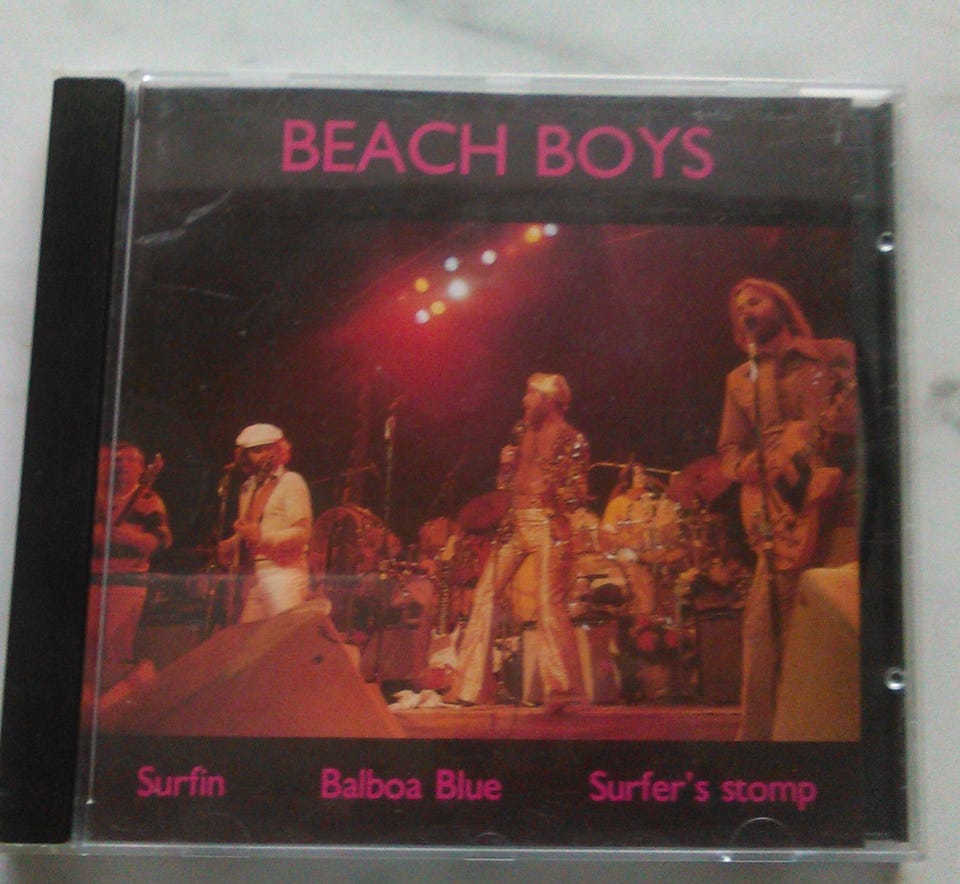 BEACH BOYS
Surfin Balboa Blue Surfer's stomp